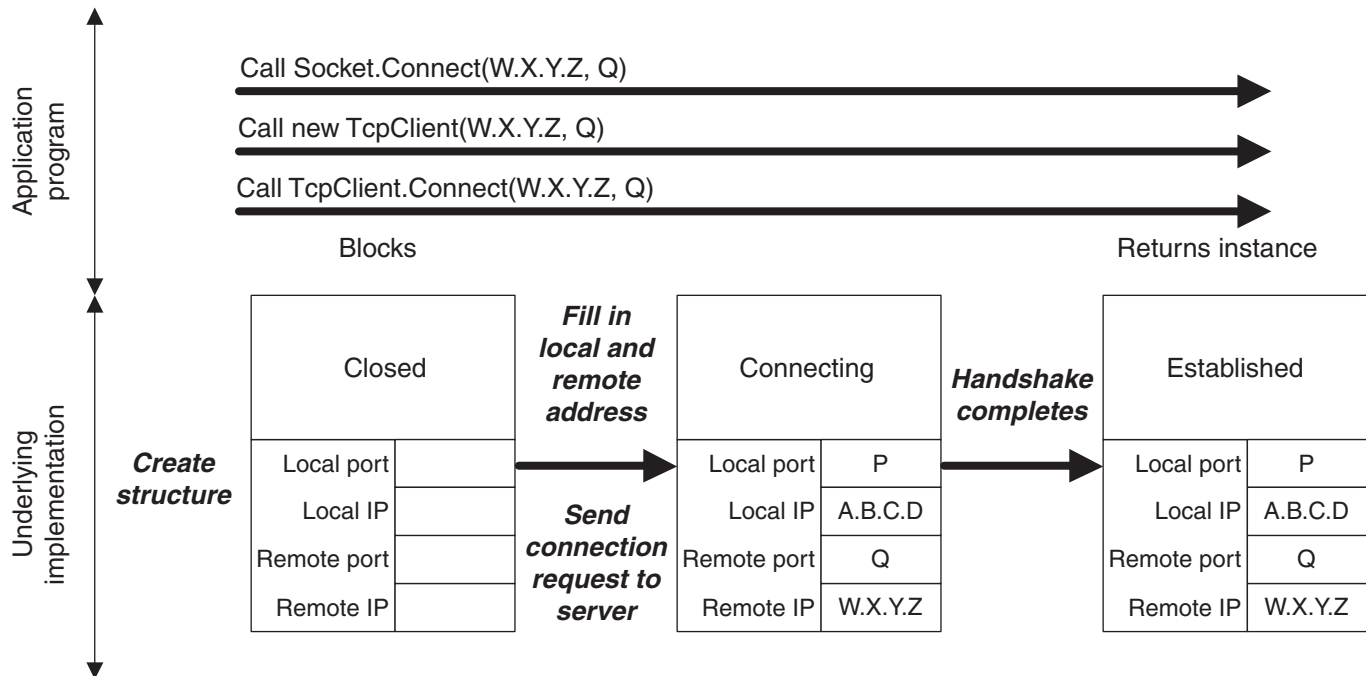 Application
program
Call Socket.Connect(W.X.Y.Z, Q)
Call new TcpClient(W.X.Y.Z, Q)
Call TcpClient.Connect(W.X.Y.Z, Q)
Blocks
Returns instance
Underlying
implementation
Create
structure
Closed
Local port
Local IP
Remote port
Remote IP
Fill in
local and
remote
address
Send
connection
request to
server
Connecting
Local port P
Local IP A.B.C.D
Remote port Q
Remote IP W.X.Y.Z
Handshake
completes
Established
Local port P
Local IP A.B.C.D
Remote port Q
Remote IP W.X.Y.Z